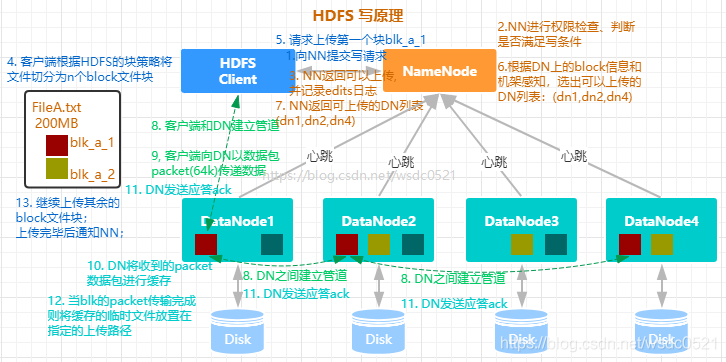 HDFS 写原理
4. 客户端根据HDFS的块策略将
文件切分为n个block文件块
FileA.txt
200MB
blk_a_1
blk_a_2
13. 继续上传其余的
block文件块；
上传完毕后通知NN；
HDFS
Client
5. 请求上传第一个块blk_a_1
1.向NN提交写请求
3. NN返回可以上传,
并记录edits日志
7. NN返回可上传的DN列表
(dn1,dn2,dn4)
NameNode
2.NN进行权限检查、判断
是否满足写条件
6.根据DN上的block信息和
机架感知，选出可以上传的
DN列表：(dn1,dn2,dn4)
8. 客户端和DN建立管道
9, 客户端向DN以数据包
packet(64k)传递数据
11. DN发送应答ack
心跳
心跳
心跳
心跳
https://blog.csdn.net/wsdc0521
DataNode1
DataNode2
DataNode3
DataNode4
10. DN将收到的packet
数据包进行缓存
12. 当blk的packet传输完成
则将缓存的临时文件放置在
指定的上传路径
8. DN之间建立管道
11. DN发送应答ack
8. DN之间建立管道
11. DN发送应答ack
Disk
Disk
Disk
Disk
https://blog.csdn.net/wsdc0521